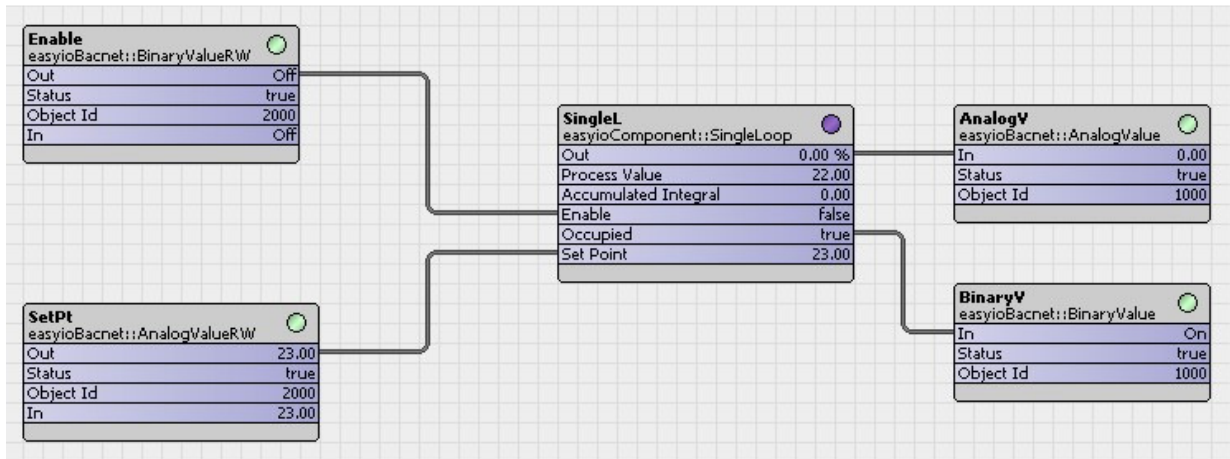 Enable
easyioBacnet::BinaryValueRW
Out Off
Status true
Object Id 2000
In Off
SetPt
easyioBacnet::AnalogValueRW
Out 23.00
Status true
Object Id 2000
In 23.00
SingleL
easyioComponent::SingleLoop
Out 0.00 %
Process Value 22.00
Accumulated Integral 0.00
Enable false
Occupied true
Set Point 23.00
AnalogV
easyioBacnet::AnalogValue
In 0.00
Status true
Object Id 1000
BinaryV
easyioBacnet::BinaryValue
In On
Status true
Object Id 1000